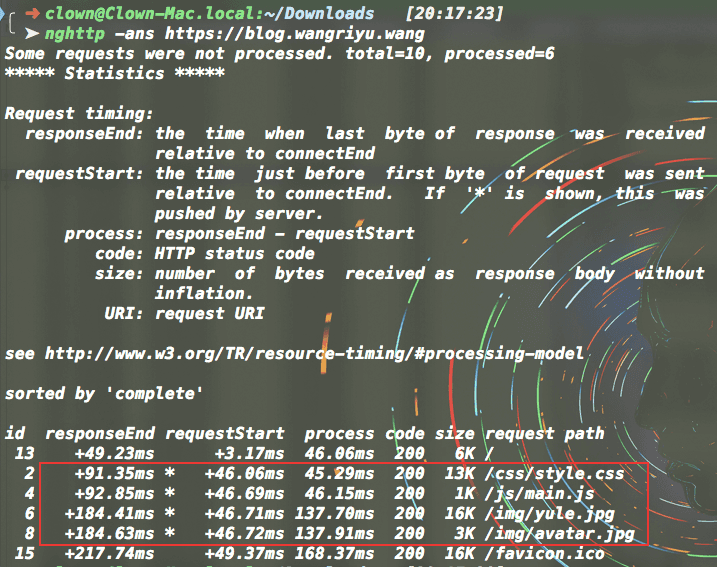 ➜ clown@Clown-Mac.local:~/Downloads [20:17:23]
➤ nghttp -ans https://blog.wangriyu.wang
Some requests were not processed. total=10, processed=6
***** Statistics *****
Request timing:
responseEnd: the time when last byte of response was received
relative to connectEnd
requestStart: the time just before first byte of request was sent
relative to connectEnd. If '*' is shown, this was
pushed by server.
process: responseEnd - requestStart
code: HTTP status code
size: number of bytes received as response body without
inflation.
URI: request URI
see http://www.w3.org/TR/resource-timing/#processing-model
sorted by 'complete'
id responseEnd requestStart process code size request path
13 +49.23ms +3.17ms 46.06ms 200 6K /
2 +91.35ms * +46.06ms 45.29ms 200 13K /css/style.css
4 +92.85ms * +46.69ms 46.15ms 200 1K /js/main.js
6 +184.41ms * +46.71ms 137.70ms 200 16K /img/yule.jpg
8 +184.63ms * +46.72ms 137.91ms 200 3K /img/avatar.jpg
15 +217.74ms +49.37ms 168.37ms 200 16K /favicon.ico